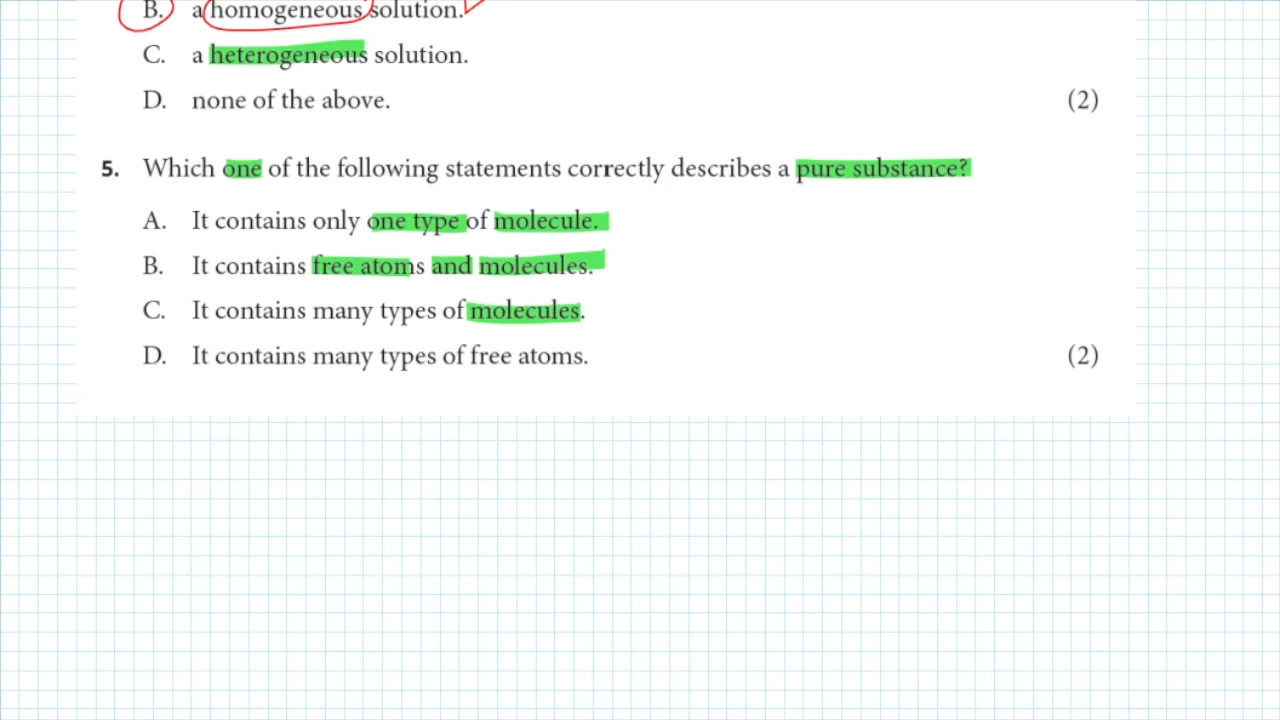 B. a homogeneous solution.
C. a heterogeneous solution.
D. none of the above. (2)
5. Which one of the following statements correctly describes a pure substance?
A. It contains only one type of molecule.
B. It contains free atoms and molecules.
C. It contains many types of molecules.
D. It contains many types of free atoms. (2)